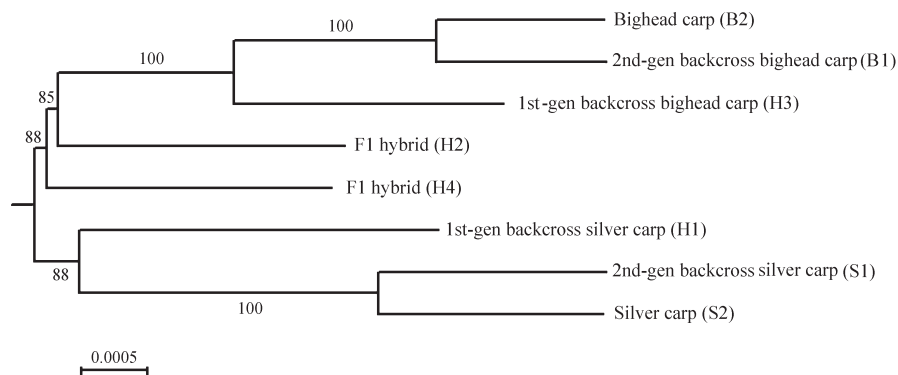 100
Bighead carp (B2)
100
2nd-gen backcross bighead carp (B1)
85
1st-gen backcross bighead carp (H3)
88
F1 hybrid (H2)
F1 hybrid (H4)
1st-gen backcross silver carp (H1)
88
2nd-gen backcross silver carp (S1)
100
Silver carp (S2)
0.0005